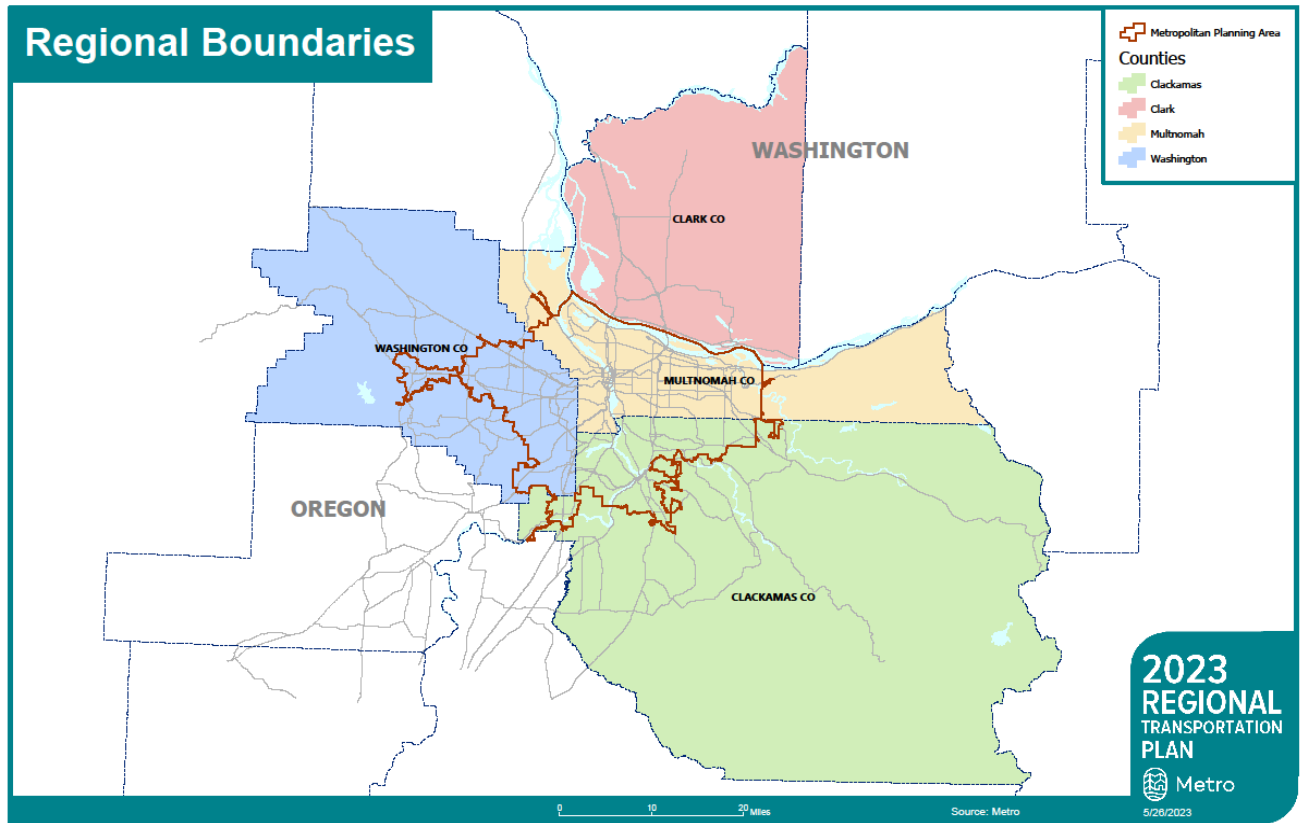 Regional Boundaries
Metropolitan Planning Area
Counties
Clackamas
Clark
Multnomah
Washington
WASHINGTON
CLARK CO
WASHINGTON CO
MULTNOMAH CO
OREGON
CLACKAMAS CO
2023
REGIONAL
TRANSPORTATION
PLAN
Metro
0 10 20 Miles
Source: Metro
5/26/2023